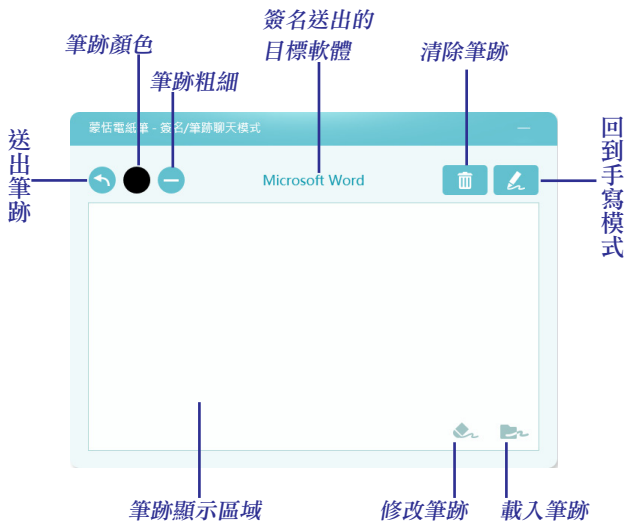 簽名送出的
目標軟體
筆跡顏色
筆跡粗細
清除筆跡
蒙恬電紙筆 - 簽名/筆跡聊天模式
送出筆跡
Microsoft Word
回到手寫模式
筆跡顯示區域
修改筆跡
載入筆跡